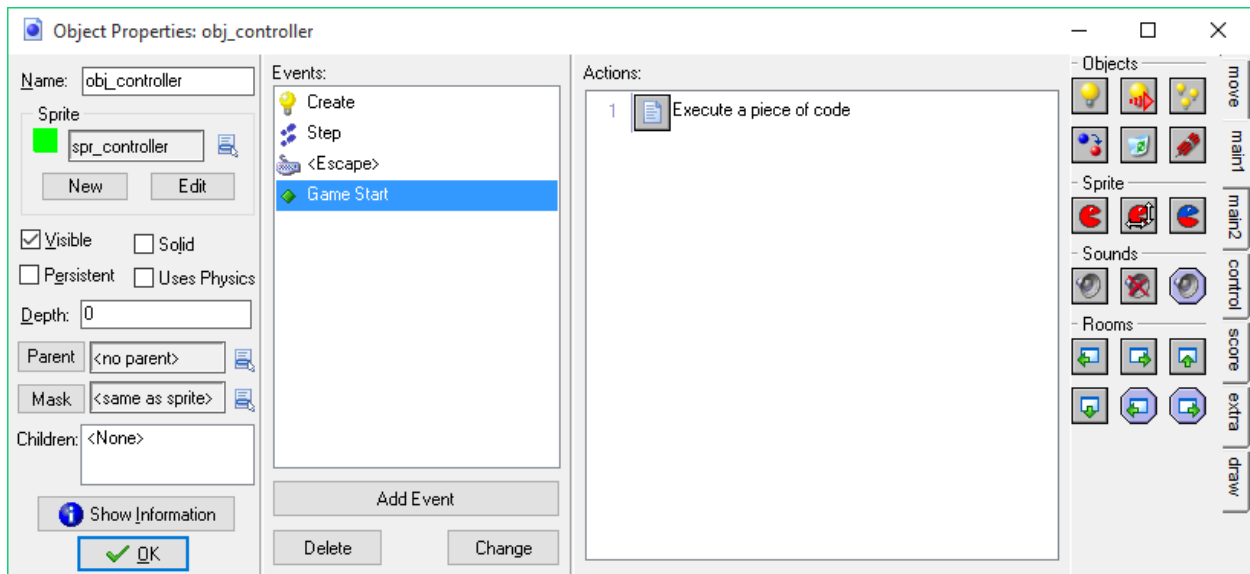 Object Properties: obj_controller
Name: obj_controller
Sprite
spr_controller
New Edit
Visible Solid
Persistent Uses Physics
Depth: 0
Parent <no parent>
Mask <same as sprite>
Children: <None>
Show Information
OK
Events:
Create
Step
<Escape>
Game Start
Add Event
Delete Change
Actions:
1 Execute a piece of code
Objects
Sprite
Sounds
Rooms
move
main1
main2
control
score
extra
draw